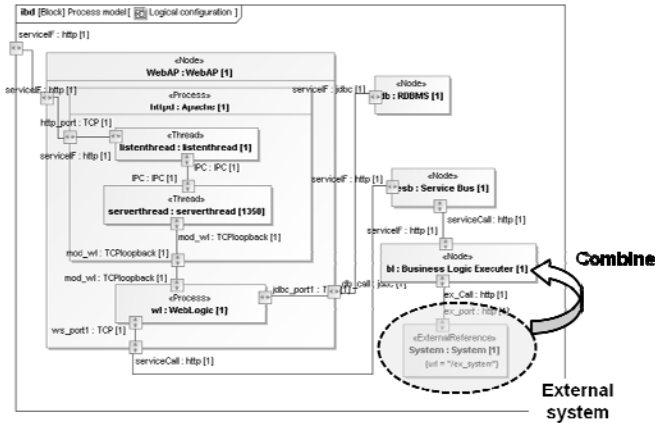 ibd [Block] Process model [ Logical configuration ]
serviceIF : http [1]
«Node»
WebAP : WebAP [1]
serviceIF : http [1]
«Process»
httpd : Apache [1]
serviceIF : jdbc [1]
«Node»
db : RDBMS [1]
http_port : TCP [1]
«Thread»
listenthread : listenthread [1]
serviceIF : http [1]
IPC : IPC [1]
IPC : IPC [1]
«Thread»
serverthread : serverthread [1350]
serviceIF : http [1]
«Node»
esb : Service Bus [1]
mod_wl : TCPloopback [1]
serviceCall : http [1]
serviceIF : http [1]
mod_wl : TCPloopback [1]
«Node»
bl : Business Logic Executer [1]
Combine
mod_wl : TCPloopback [1]
«Process»
wl : WebLogic [1]
jdbc_port1 :
db_call : jdbc [1]
ex_Call : http [1]
ex_port : http [1]
ws_port1 : TCP [1]
«ExternalReference»
System : System [1]
{url = "/ex_system"}
serviceCall : http [1]
External
system